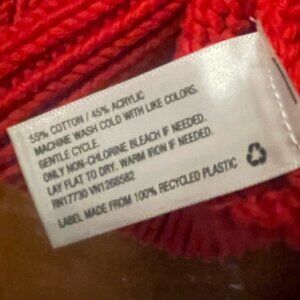 55% COTTON / 45% ACRYLIC
MACHINE WASH COLD WITH LIKE COLORS.
GENTLE CYCLE.
ONLY NON-CHLORINE BLEACH IF NEEDED.
LAY FLAT TO DRY. WARM IRON IF NEEDED.
RN17730 VN1268582
LABEL MADE FROM 100% RECYCLED PLASTIC